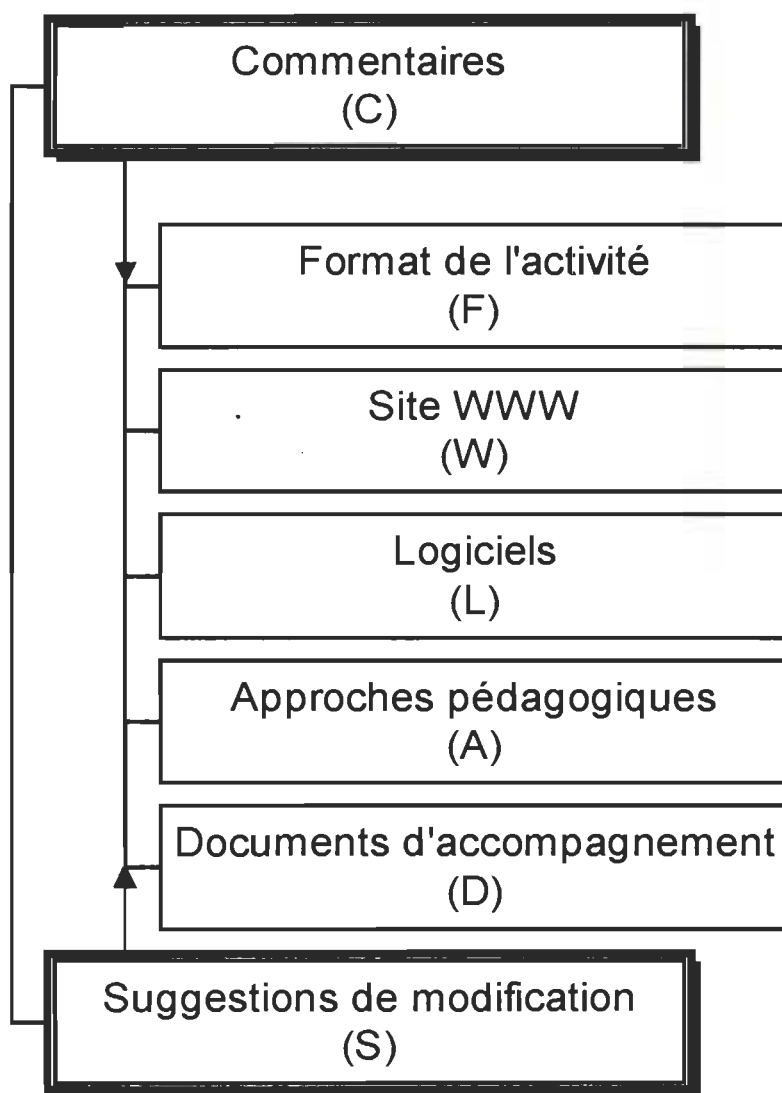 Commentaires
(C)
Format de l'activité
(F)
Site WWW
(W)
Logiciels
(L)
Approches pédagogiques
(A)
Documents d'accompagnement
(D)
Suggestions de modification
(S)